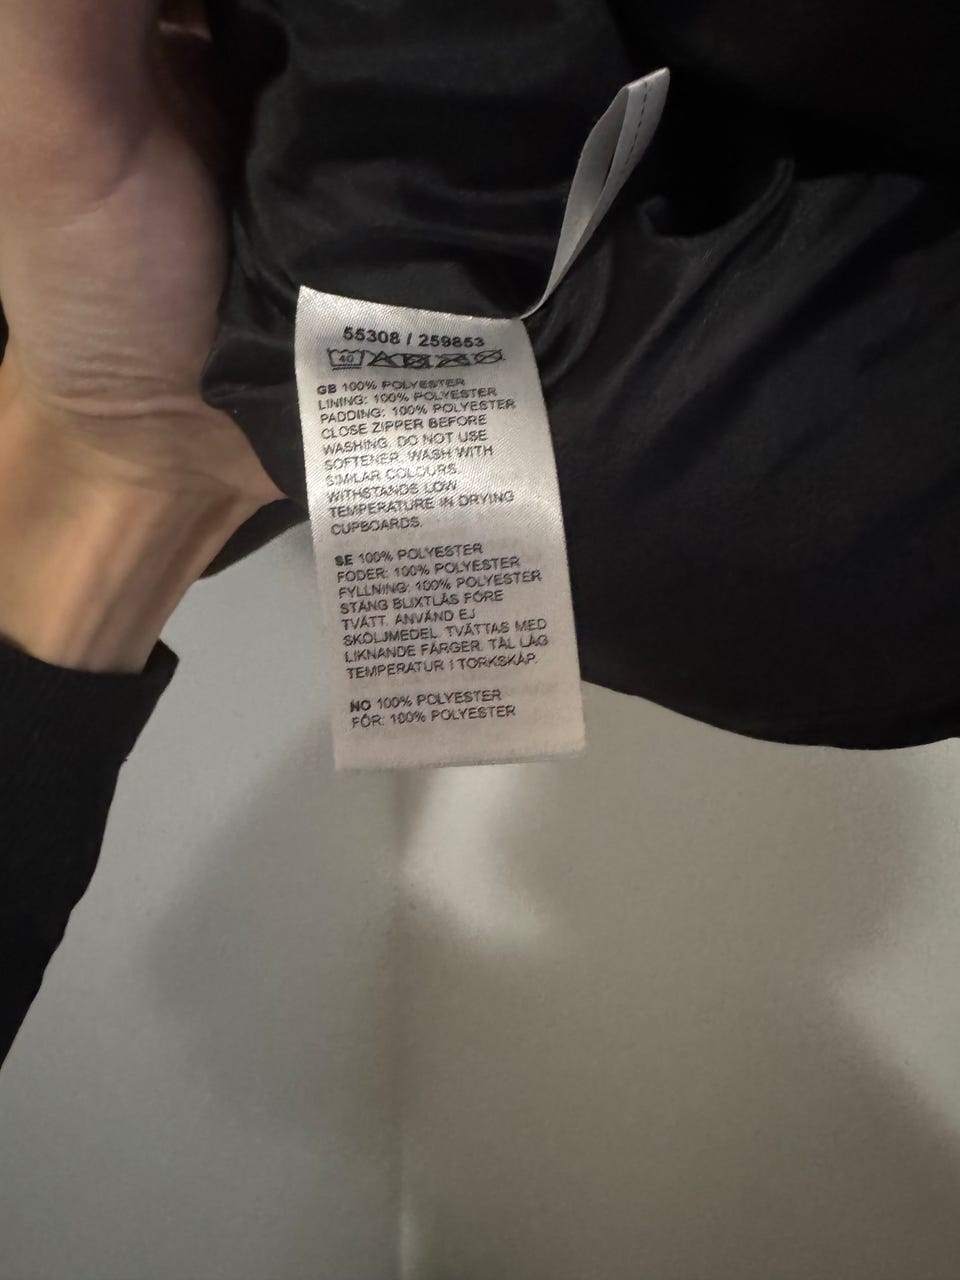 55308 / 259853
40
GB 100% POLYESTER
LINING: 100% POLYESTER
PADDING: 100% POLYESTER
CLOSE ZIPPER BEFORE
WASHING. DO NOT USE
SOFTENER. WASH WITH
SIMILAR COLOURS.
WITHSTANDS LOW
TEMPERATURE IN DRYING
CUPBOARDS.
SE 100% POLYESTER
FODER: 100% POLYESTER
FYLLNING: 100% POLYESTER
STÄNG BLIXTLÅS FÖRE
TVÄTT. ANVÄND EJ
SKÖLJMEDEL. TVÄTTAS MED
LIKNANDE FÄRGER. TÅL LÅG
TEMPERATUR I TORKSKÅP.
NO 100% POLYESTER
FÔR: 100% POLYESTER